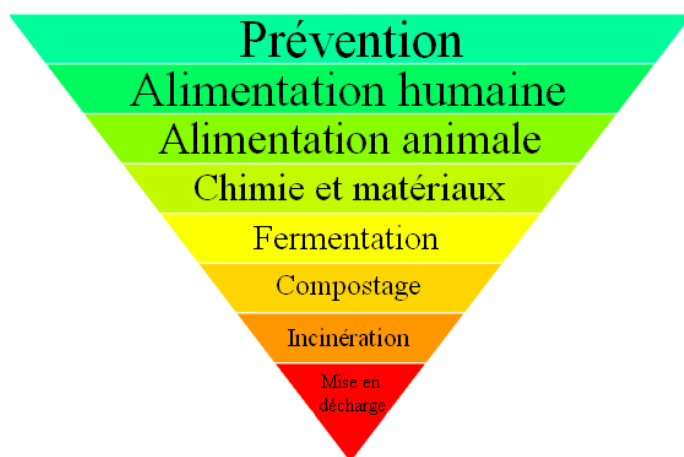 Prévention
Alimentation humaine
Alimentation animale
Chimie et matériaux
Fermentation
Compostage
Incinération
Mise en
décharge